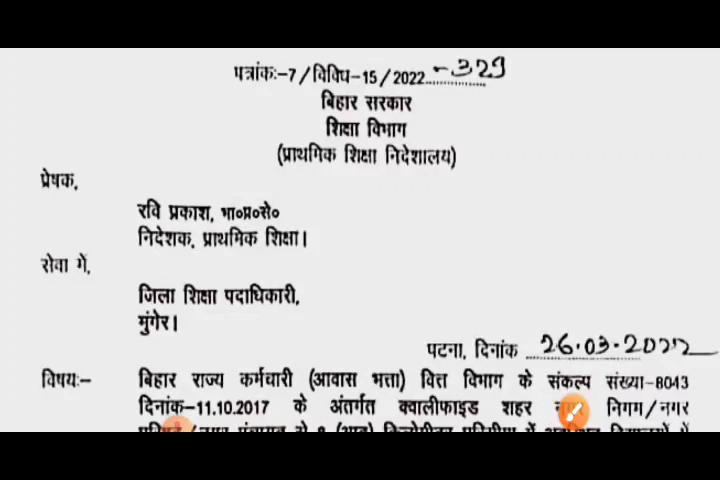 पत्रांक:-7/विविध-15/2022 -329
बिहार सरकार
शिक्षा विभाग
(प्राथमिक शिक्षा निदेशालय)
प्रेषक,
रवि प्रकाश, भा०प्र०से०
निदेशक, प्राथमिक शिक्षा।
सेवा में,
जिला शिक्षा पदाधिकारी,
मुंगेर।
पटना, दिनांक 26.03.2022
विषय:- बिहार राज्य कर्मचारी (आवास भत्ता) वित्त विभाग के संकल्प संख्या-8043
दिनांक-11.10.2017 के अंतर्गत क्वालीफाइड शहर निगम/नगर